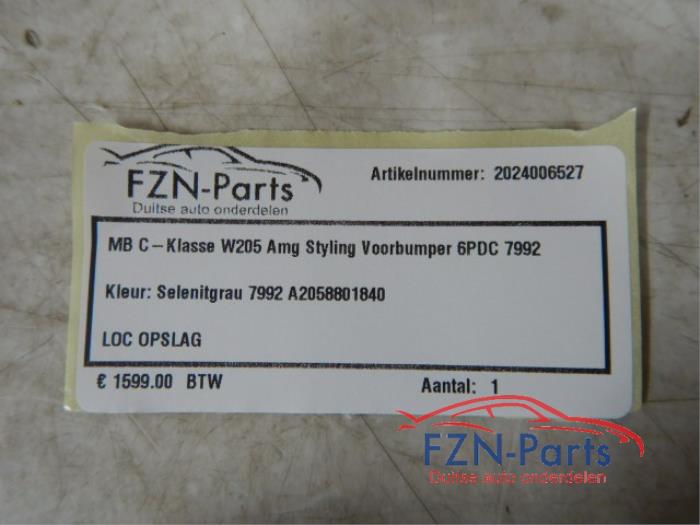 FZN-Parts
Duitse auto onderdelen
Artikelnummer: 2024006527
MB C-Klasse W205 Amg Styling Voorbumper 6PDC 7992
Kleur: Selenitgrau 7992 A2058801840
LOC OPSLAG
€ 1599.00 BTW
Aantal: 1
FZN-Parts
Duitse auto onderdelen